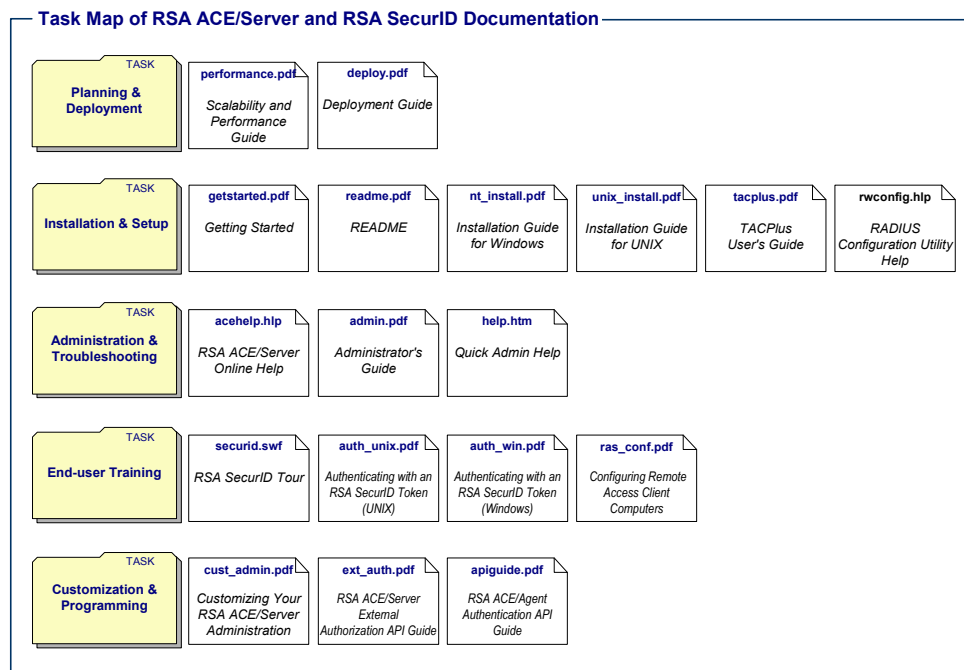 Task Map of RSA ACE/Server and RSA SecurID Documentation
TASK
Planning &
Deployment
performance.pdf
Scalability and
Performance
Guide
deploy.pdf
Deployment Guide
TASK
Installation & Setup
getstarted.pdf
Getting Started
readme.pdf
README
nt_install.pdf
Installation Guide
for Windows
unix_install.pdf
Installation Guide
for UNIX
tacplus.pdf
TACPlus
User's Guide
rwconfig.hlp
RADIUS
Configuration Utility
Help
TASK
Administration &
Troubleshooting
acehelp.hlp
RSA ACE/Server
Online Help
admin.pdf
Administrator's
Guide
help.htm
Quick Admin Help
TASK
End-user Training
securid.swf
RSA SecurID Tour
auth_unix.pdf
Authenticating with an
RSA SecurID Token
(UNIX)
auth_win.pdf
Authenticating with an
RSA SecurID Token
(Windows)
ras_conf.pdf
Configuring Remote
Access Client
Computers
TASK
Customization &
Programming
cust_admin.pdf
Customizing Your
RSA ACE/Server
Administration
ext_auth.pdf
RSA ACE/Server
External
Authorization API Guide
apiguide.pdf
RSA ACE/Agent
Authentication API
Guide